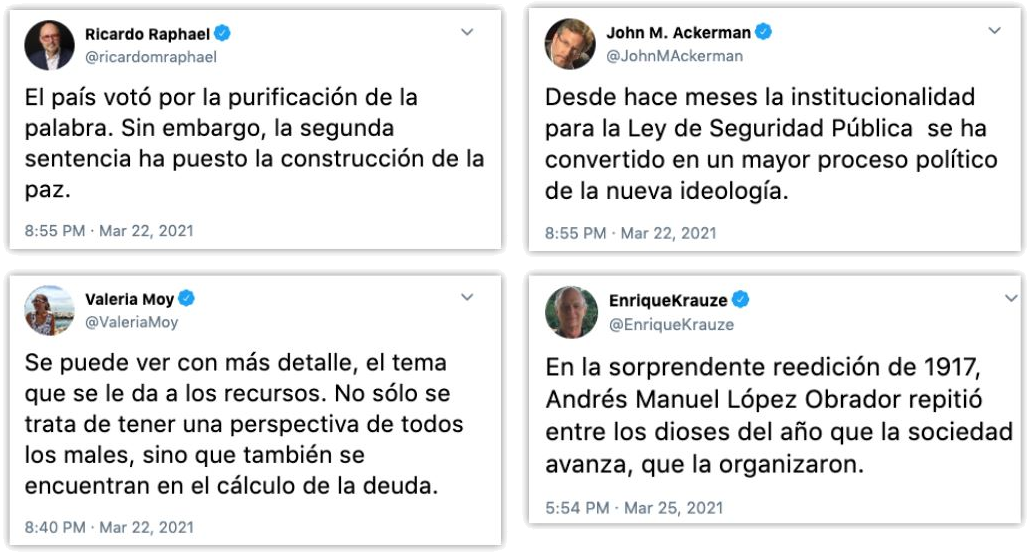 Ricardo Raphael
@ricardomraphael
El país votó por la purificación de la
palabra. Sin embargo, la segunda
sentencia ha puesto la construcción de la
paz.
8:55 PM · Mar 22, 2021
John M. Ackerman
@JohnMAckerman
Desde hace meses la institucionalidad
para la Ley de Seguridad Pública se ha
convertido en un mayor proceso político
de la nueva ideología.
8:55 PM · Mar 22, 2021
Valeria Moy
@ValeriaMoy
Se puede ver con más detalle, el tema
que se le da a los recursos. No sólo se
trata de tener una perspectiva de todos
los males, sino que también se
encuentran en el cálculo de la deuda.
8:40 PM · Mar 22, 2021
EnriqueKrauze
@EnriqueKrauze
En la sorprendente reedición de 1917,
Andrés Manuel López Obrador repitió
entre los dioses del año que la sociedad
avanza, que la organizaron.
5:54 PM · Mar 25, 2021